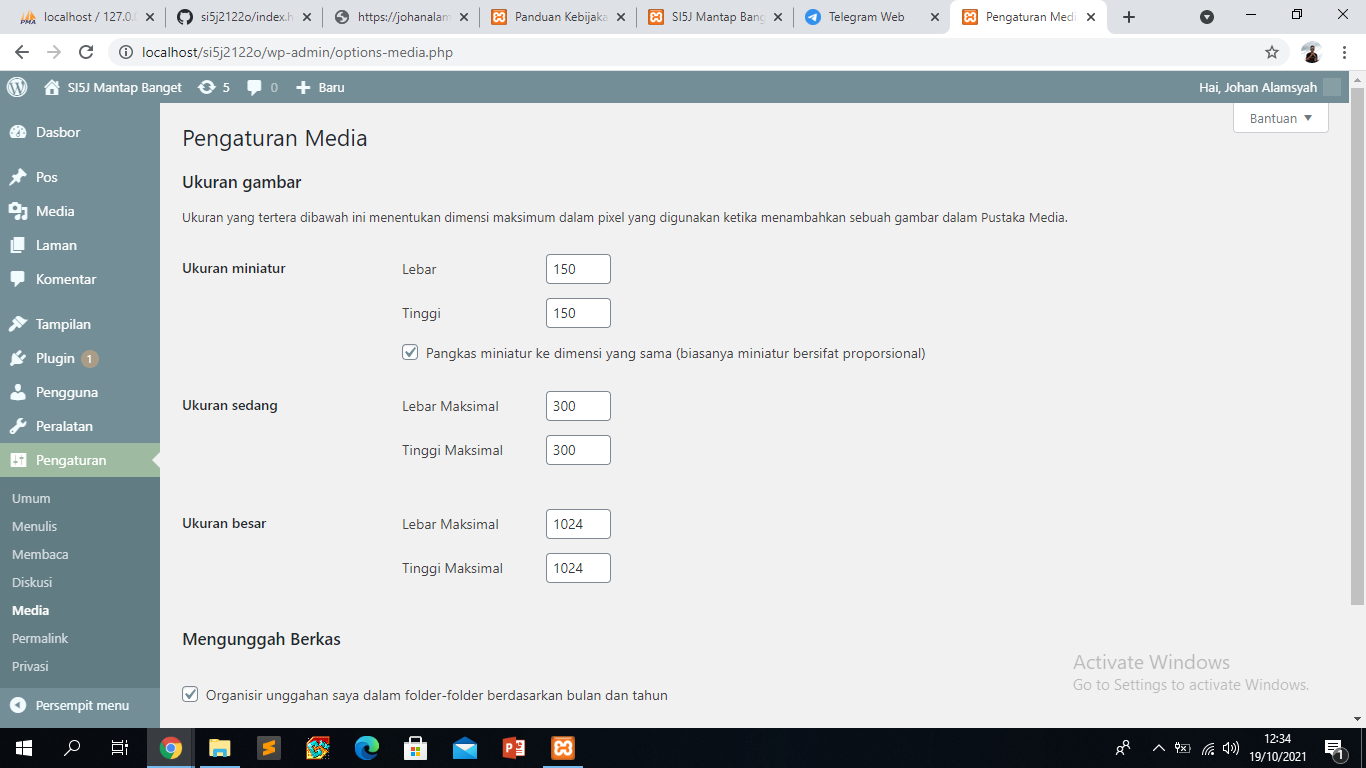 localhost / 127.0.
si5j2122o/index.h
https://johanalam
Panduan Kebijaka
SI5J Mantap Bang
Telegram Web
Pengaturan Medi
localhost/si5j2122o/wp-admin/options-media.php
SI5J Mantap Banget
5
0
Baru
Hai, Johan Alamsyah
Bantuan
Dasbor
Pos
Media
Laman
Komentar
Tampilan
Plugin 1
Pengguna
Peralatan
Pengaturan
Umum
Menulis
Membaca
Diskusi
Media
Permalink
Privasi
Persempit menu
Pengaturan Media
Ukuran gambar
Ukuran yang tertera dibawah ini menentukan dimensi maksimum dalam pixel yang digunakan ketika menambahkan sebuah gambar dalam Pustaka Media.
Ukuran miniatur
Lebar 150
Tinggi 150
Pangkas miniatur ke dimensi yang sama (biasanya miniatur bersifat proporsional)
Ukuran sedang
Lebar Maksimal 300
Tinggi Maksimal 300
Ukuran besar
Lebar Maksimal 1024
Tinggi Maksimal 1024
Mengunggah Berkas
Organisir unggahan saya dalam folder-folder berdasarkan bulan dan tahun
Activate Windows
Go to Settings to activate Windows.
12:34
19/10/2021
1